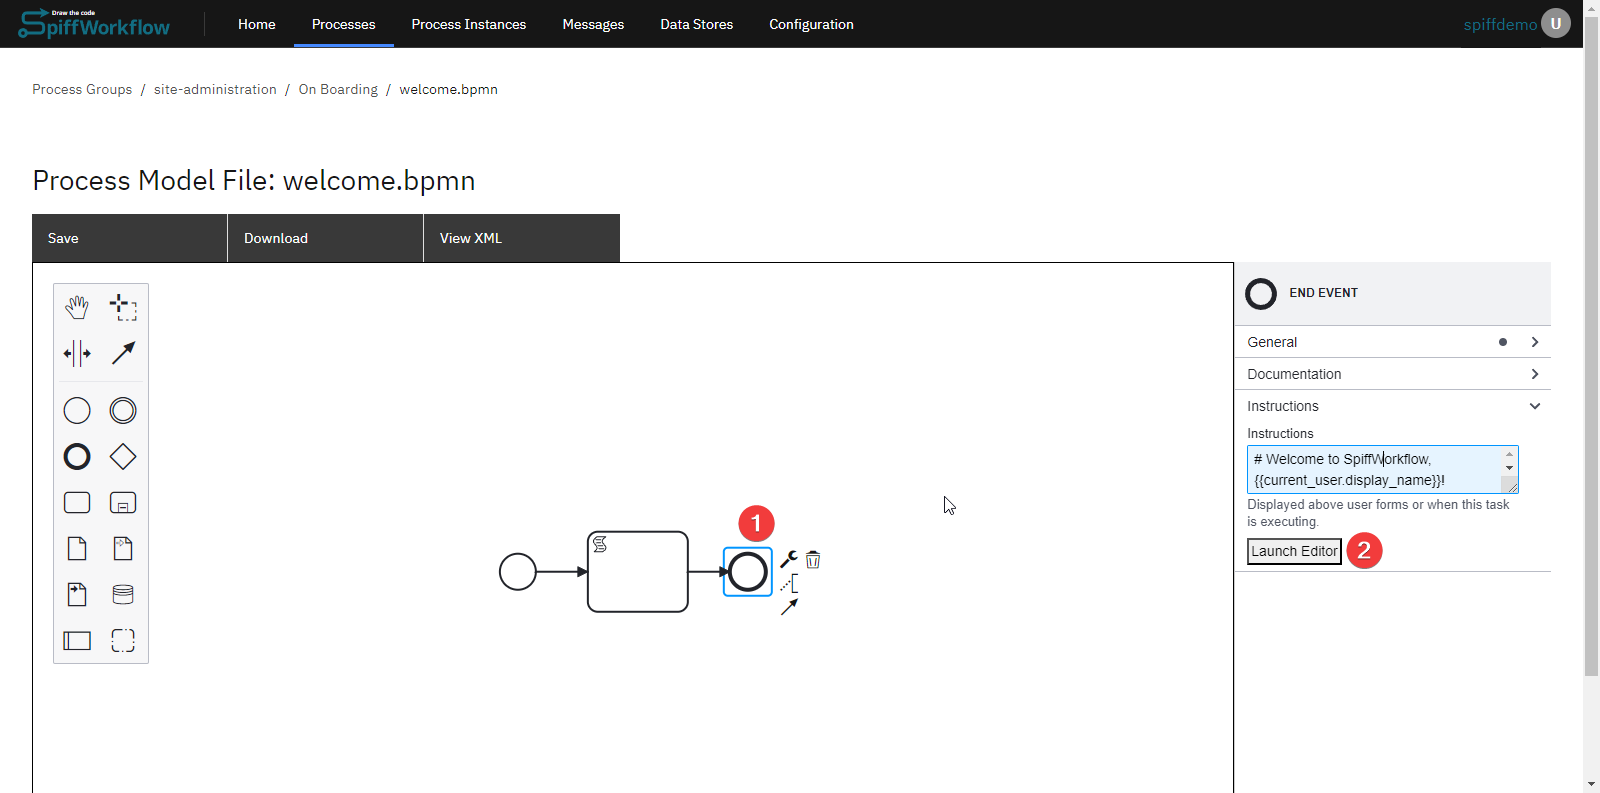 Draw the code
SpiffWorkflow
Home
Processes
Process Instances
Messages
Data Stores
Configuration
spiffdemo
U
Process Groups / site-administration / On Boarding / welcome.bpmn
Process Model File: welcome.bpmn
Save
Download
View XML
END EVENT
General
Documentation
Instructions
Instructions
# Welcome to SpiffWorkflow,
{{current_user.display_name}}!
Displayed above user forms or when this task
is executing.
Launch Editor
2
1